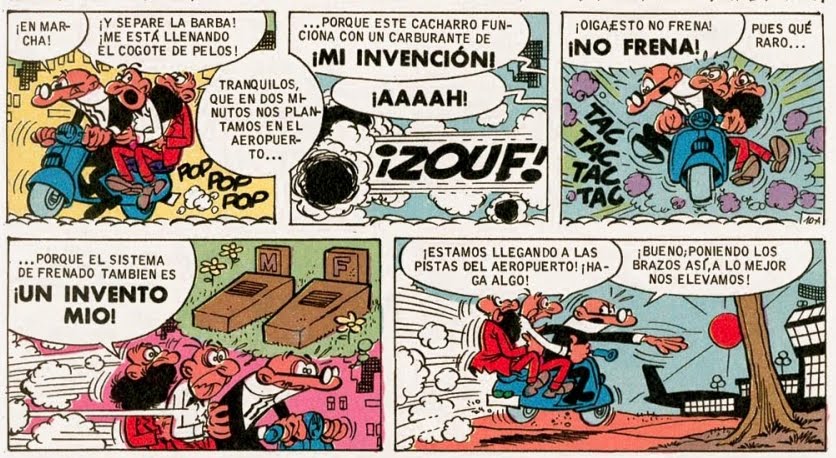 ¡EN MAR-
CHA!
¡Y SEPARE LA BARBA!
¡ME ESTÁ LLENANDO
EL COGOTE DE PELOS!
TRANQUILOS,
QUE EN DOS MI-
NUTOS NOS PLAN-
TAMOS EN EL
AEROPUER-
TO...
POP
POP
POP
...PORQUE ESTE CACHARRO FUN-
CIONA CON UN CARBURANTE DE
¡MI INVENCIÓN!
¡AAAAH!
¡ZOUF!
¡OIGA,ESTO NO FRENA!
¡NO FRENA!
PUES QUÉ
RARO...
TAC
TAC
TAC
TAC
10A
...PORQUE EL SISTEMA
DE FRENADO TAMBIEN ES
¡UN INVENTO
MIO!
M
F
¡ESTAMOS LLEGANDO A LAS
PISTAS DEL AEROPUERTO! ¡HA-
GA ALGO!
¡BUENO;PONIENDO LOS
BRAZOS ASÍ,A LO MEJOR
NOS ELEVAMOS!